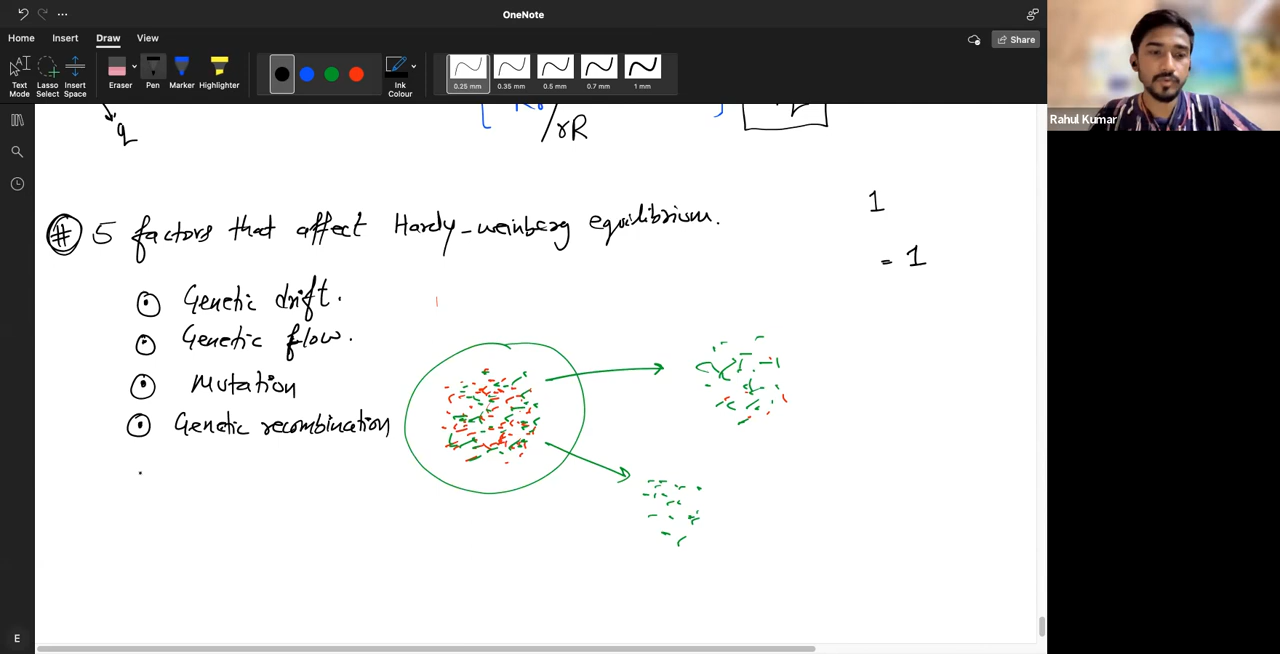 OneNote
Home Insert Draw View
Share
Text Mode
Lasso Select
Insert Space
Eraser
Pen
Marker
Highlighter
Ink Colour
0.25 mm
0.35 mm
0.5 mm
0.7 mm
1 mm
Rahul Kumar
q
/rR
# 5 factors that affect Hardy-weinberg equilibrium.
1
= 1
Genetic drift.
Genetic flow.
Mutation
Genetic recombination
E